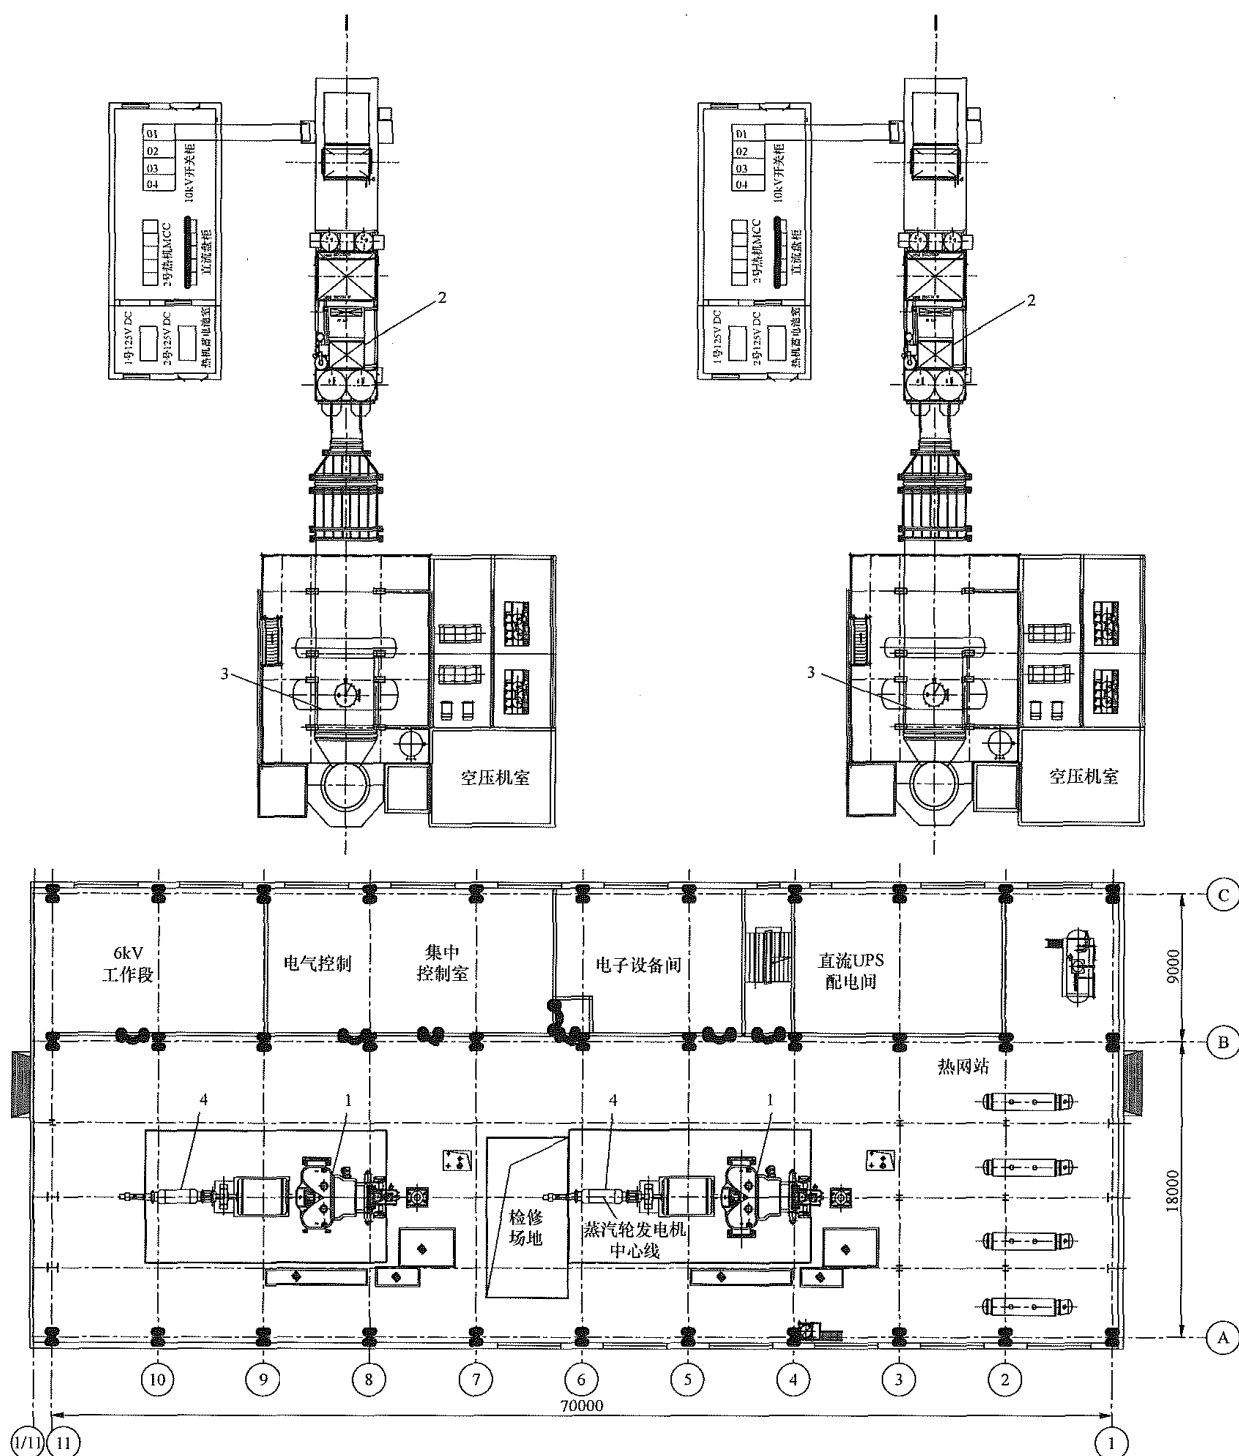 01
02
03
04
10kV开关柜
2号热机MCC
直流盘柜
1号125V DC
2号125V DC
热机蓄电池室
2
3
空压机室
01
02
03
04
10kV开关柜
2号热机MCC
直流盘柜
1号125V DC
2号125V DC
热机蓄电池室
2
3
空压机室
C
6kV
工作段
电气控制
集中
控制室
电子设备间
直流UPS
配电间
9000
B
热网站
4
1
4
1
检修
场地
蒸汽轮发电机
中心线
18000
A
10
9
8
7
6
5
4
3
2
70000
1/11
11
1